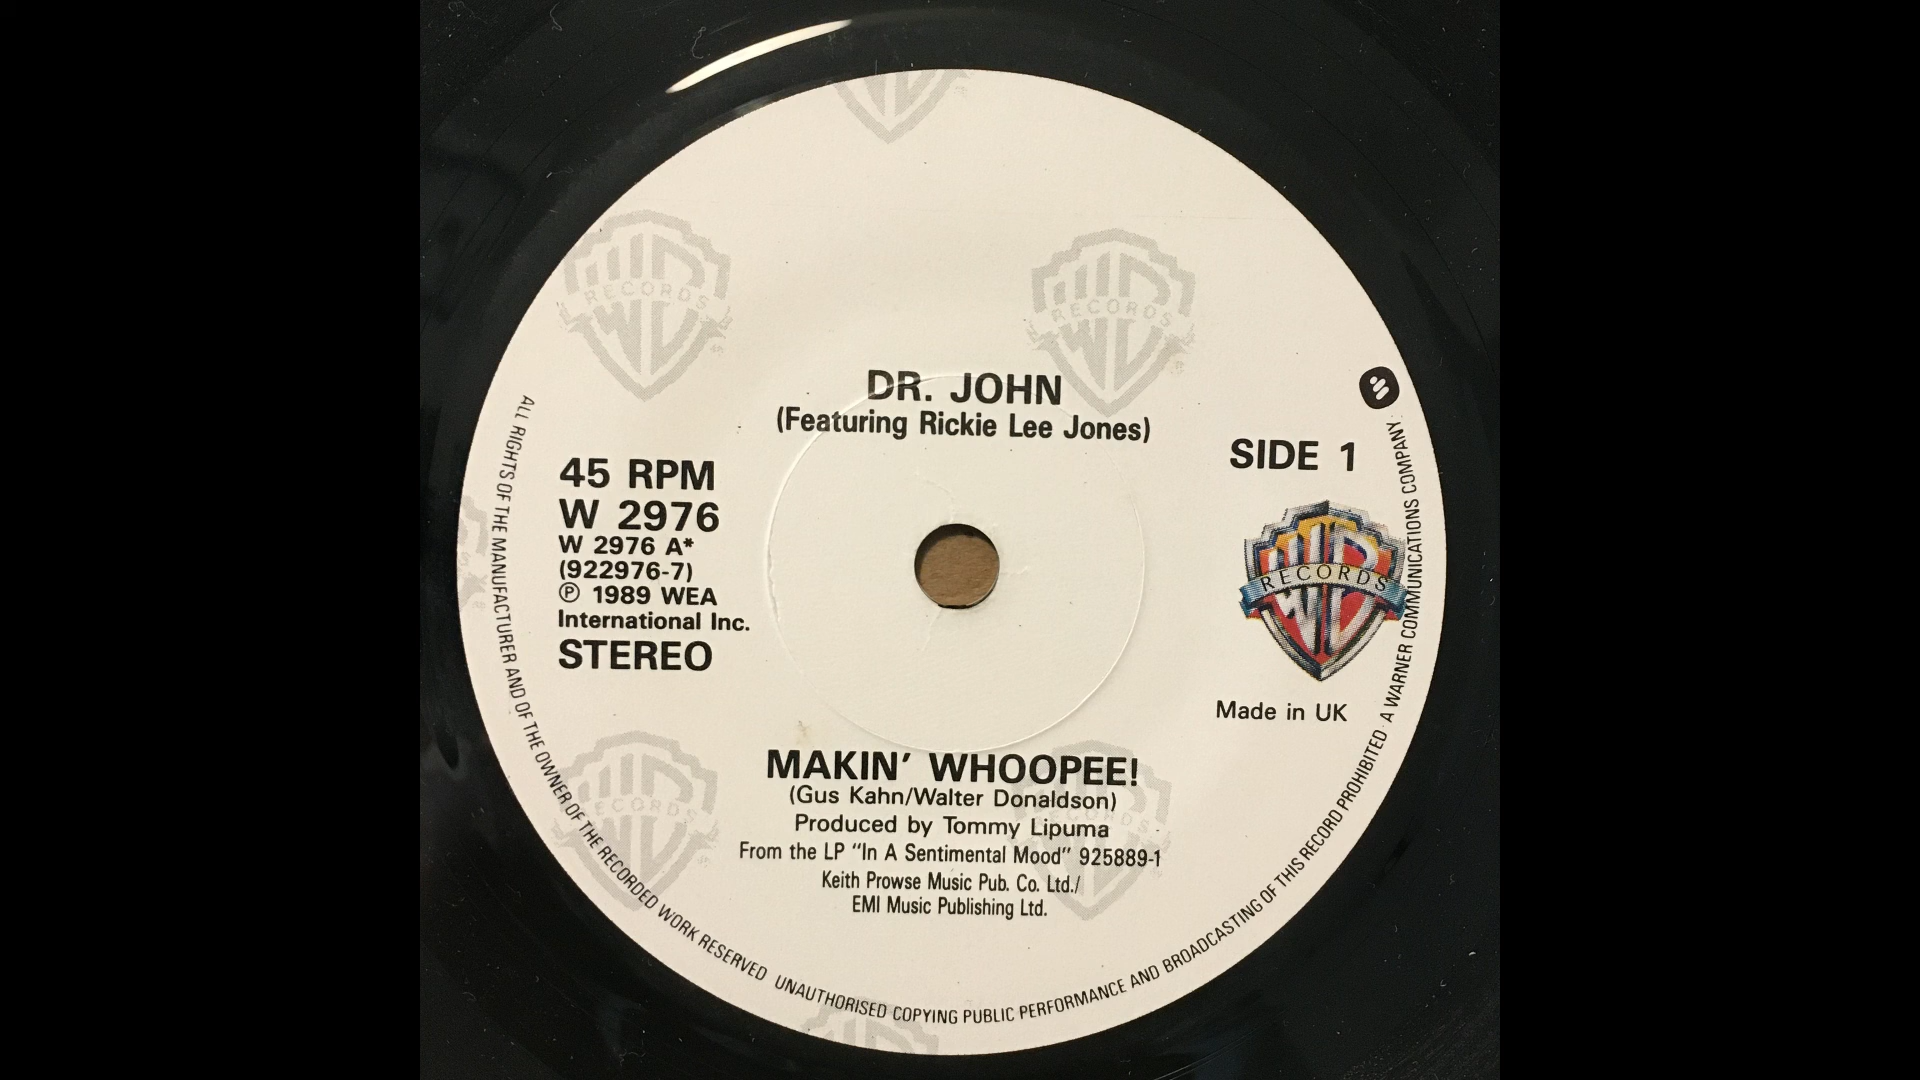 DR. JOHN
(Featuring Rickie Lee Jones)
SIDE 1
45 RPM
W 2976
W 2976 A*
(922976-7)
Ⓟ 1989 WEA
International Inc.
STEREO
RECORDS
Made in UK
MAKIN' WHOOPEE!
(Gus Kahn/Walter Donaldson)
Produced by Tommy Lipuma
From the LP "In A Sentimental Mood" 925889-1
Keith Prowse Music Pub. Co. Ltd./
EMI Music Publishing Ltd.
ALL RIGHTS OF THE MANUFACTURER AND OF THE OWNER OF THE RECORDED WORK RESERVED UNAUTHORISED COPYING PUBLIC PERFORMANCE AND BROADCASTING OF THIS RECORD PROHIBITED · A WARNER COMMUNICATIONS COMPANY
RECORDS
RECORDS
RECORDS
RECORDS